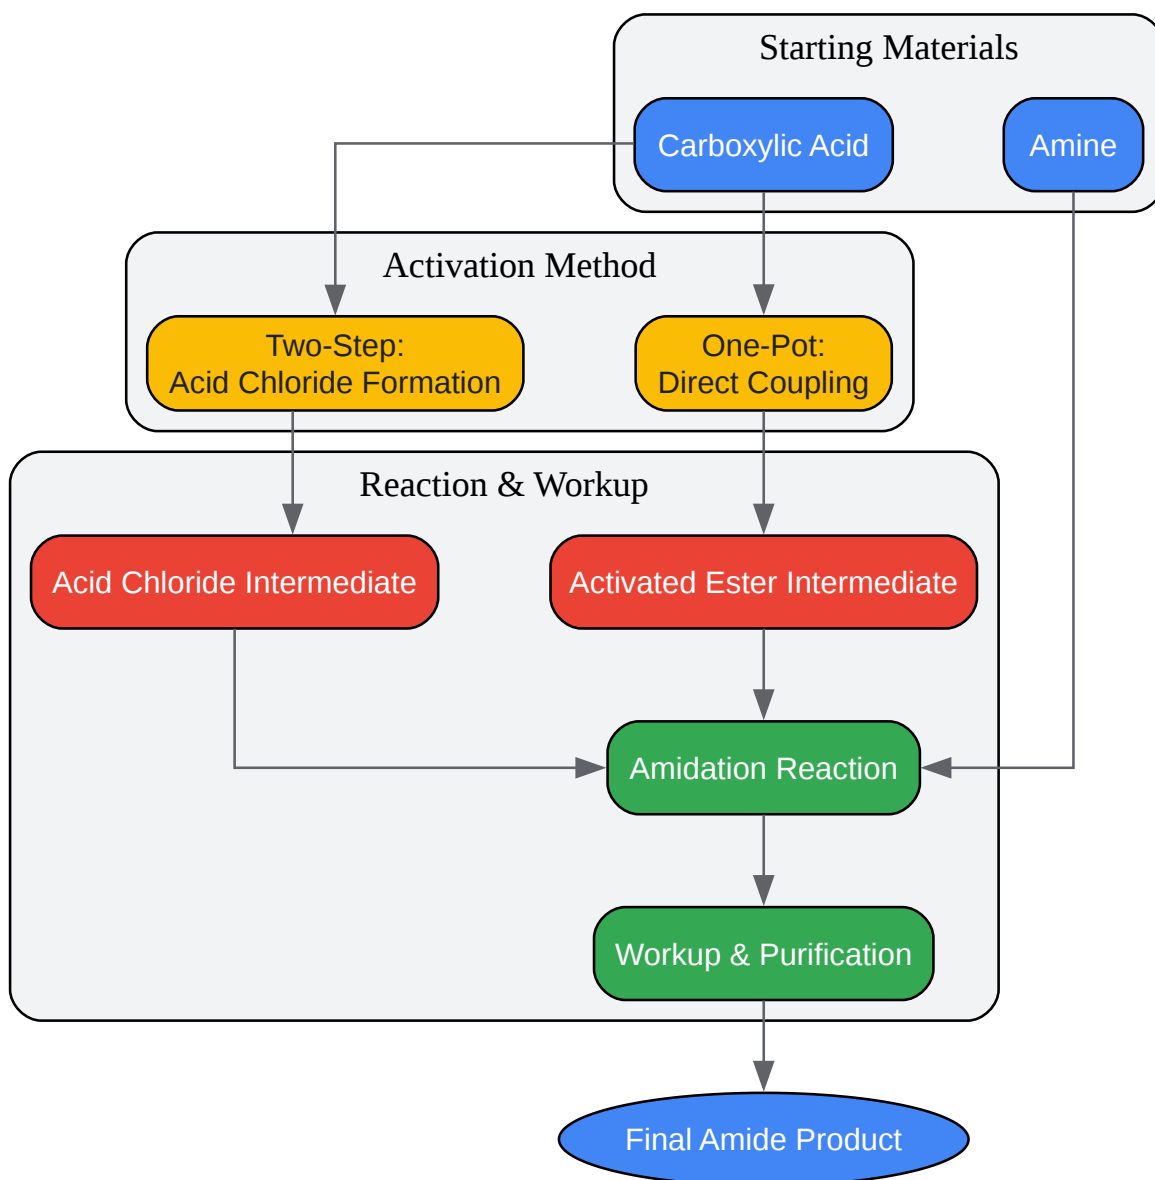 Starting Materials
Carboxylic Acid
Amine
Activation Method
Two-Step:
Acid Chloride Formation
One-Pot:
Direct Coupling
Reaction & Workup
Acid Chloride Intermediate
Activated Ester Intermediate
Amidation Reaction
Workup & Purification
Final Amide Product